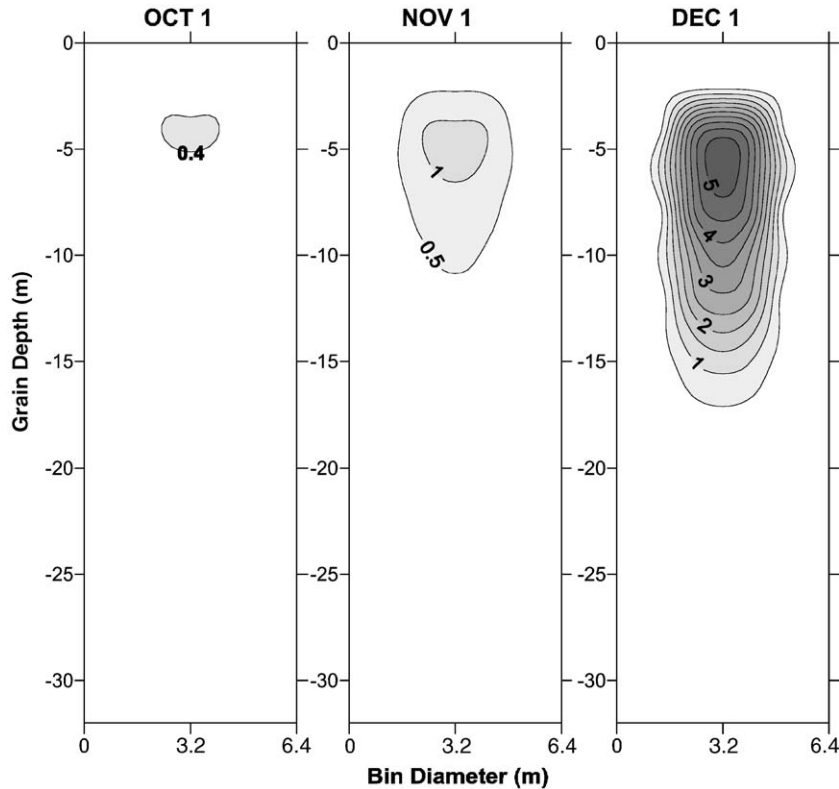 OCT 1 NOV 1 DEC 1
0 0 0
-5 -5 -5
-10 -10 -10
-15 -15 -15
-20 -20 -20
-25 -25 -25
-30 -30 -30
0.4
1
0.5
5
4
3
2
1
0 3.2 6.4 0 3.2 6.4 0 3.2 6.4
Grain Depth (m)
Bin Diameter (m)